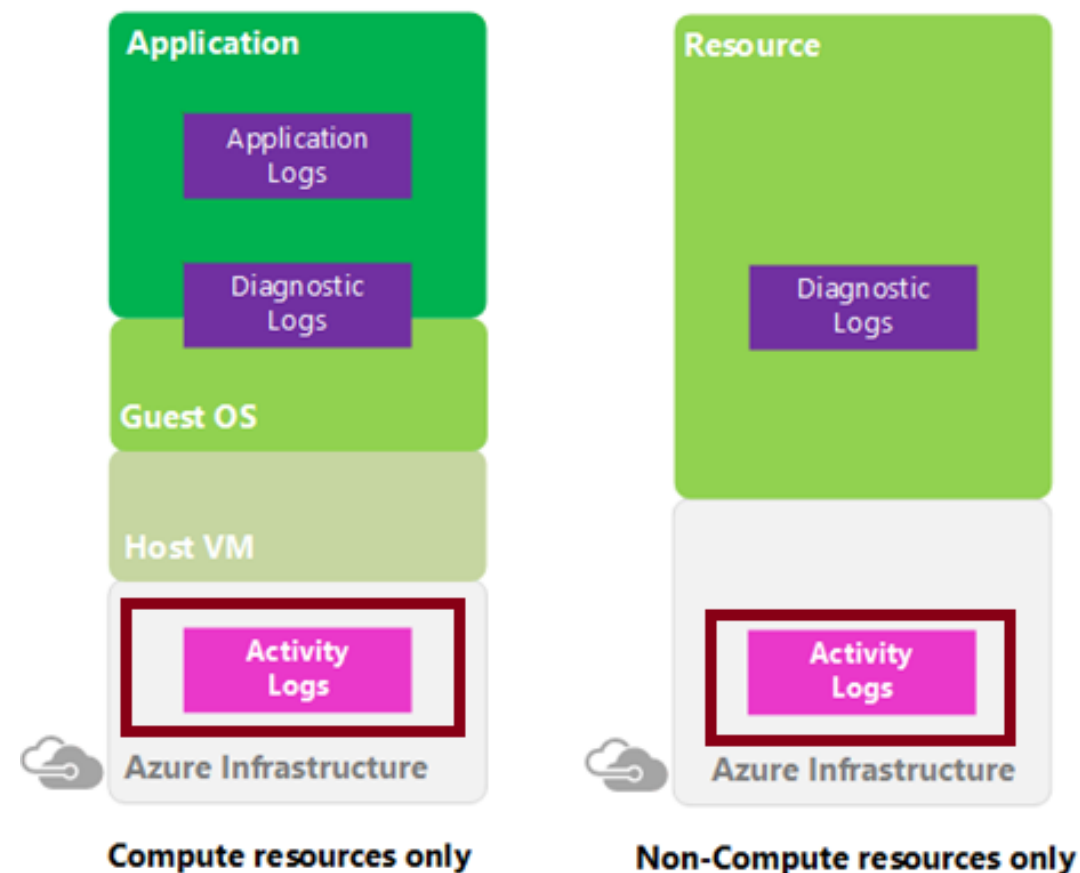 Application
Application
Logs
Diagnostic
Logs
Guest OS
Host VM
Activity
Logs
Azure Infrastructure
Compute resources only
Resource
Diagnostic
Logs
Activity
Logs
Azure Infrastructure
Non-Compute resources only